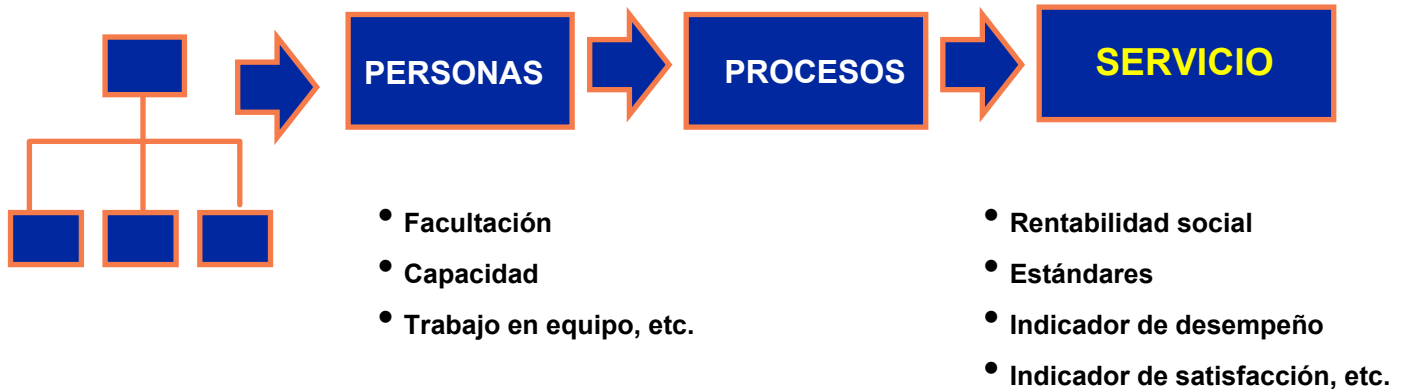 PERSONAS
PROCESOS
SERVICIO
• Facultación
• Capacidad
• Trabajo en equipo, etc.
• Rentabilidad social
• Estándares
• Indicador de desempeño
• Indicador de satisfacción, etc.